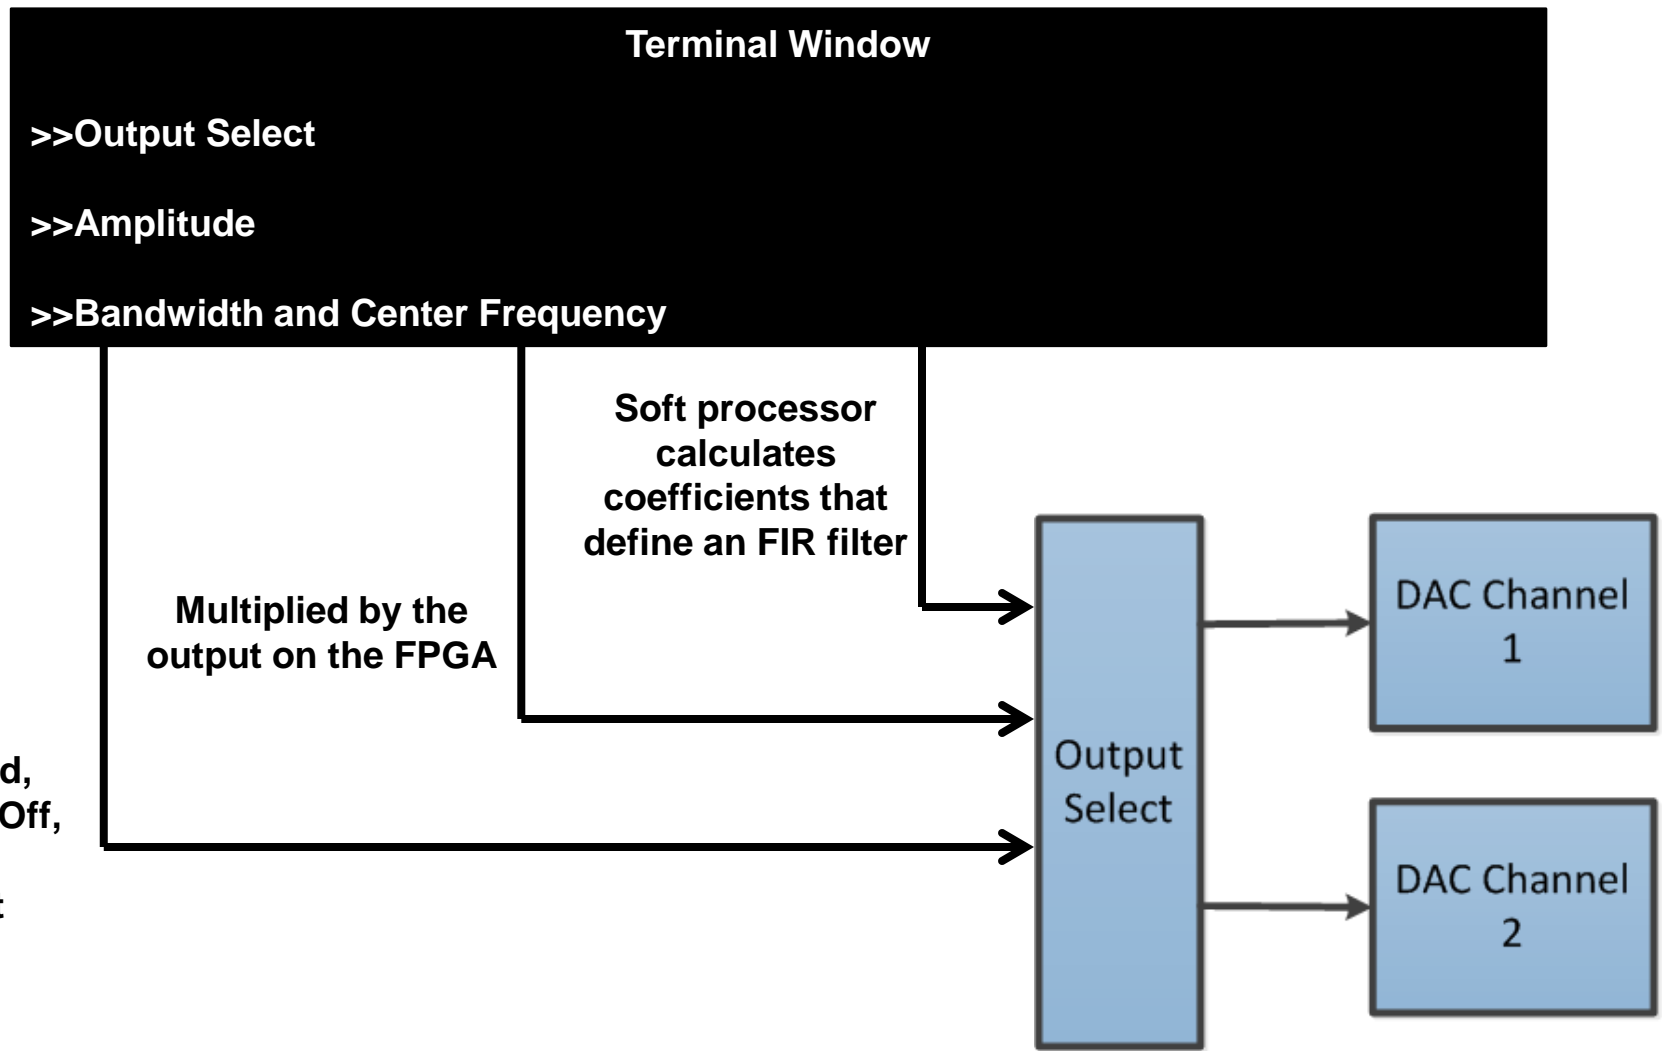 Terminal Window
>>Output Select
>>Amplitude
>>Bandwidth and Center Frequency
Soft processor
calculates
coefficients that
define an FIR filter
Multiplied by the
output on the FPGA
Off,
Output
Select
DAC Channel
1
DAC Channel
2